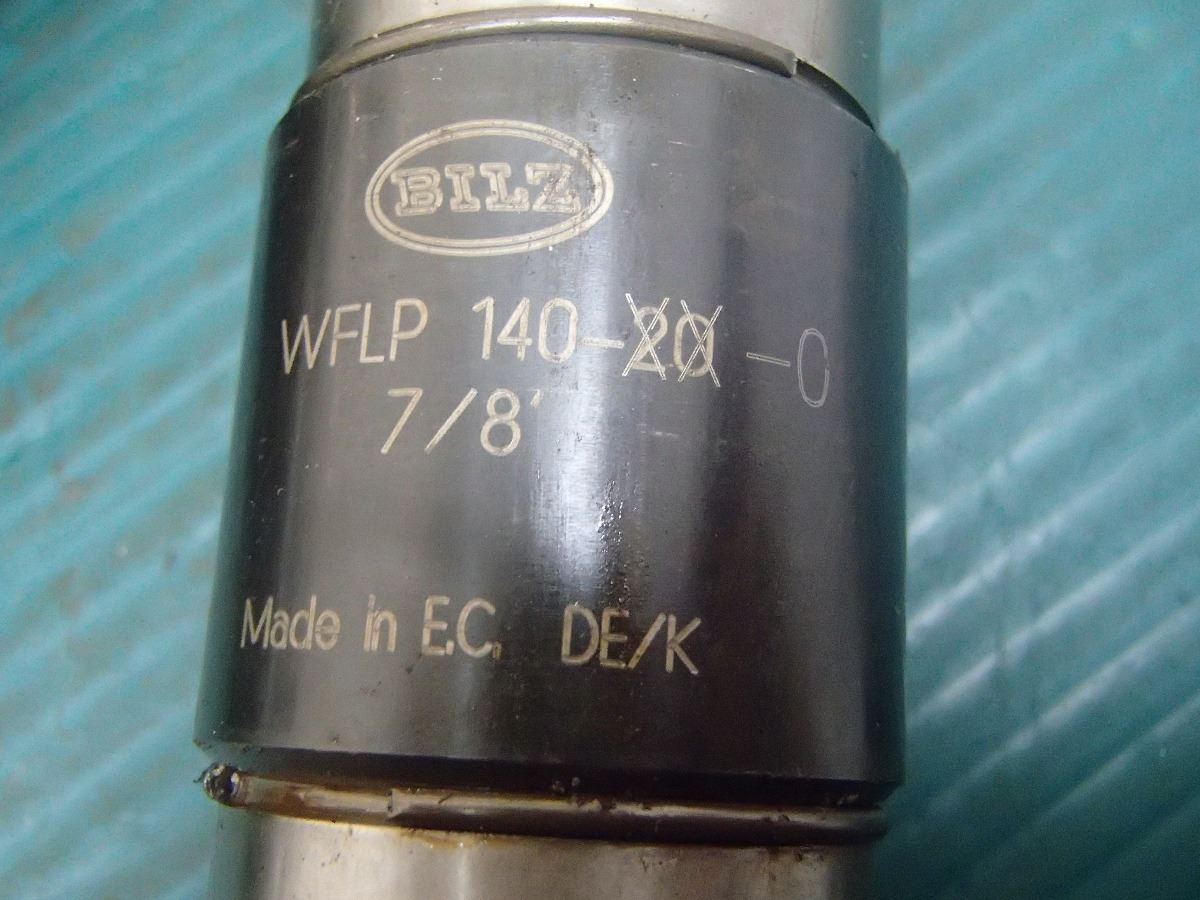 BILZ
WFLP 140-20 -0
7/8"
Made in E.C. DE/K